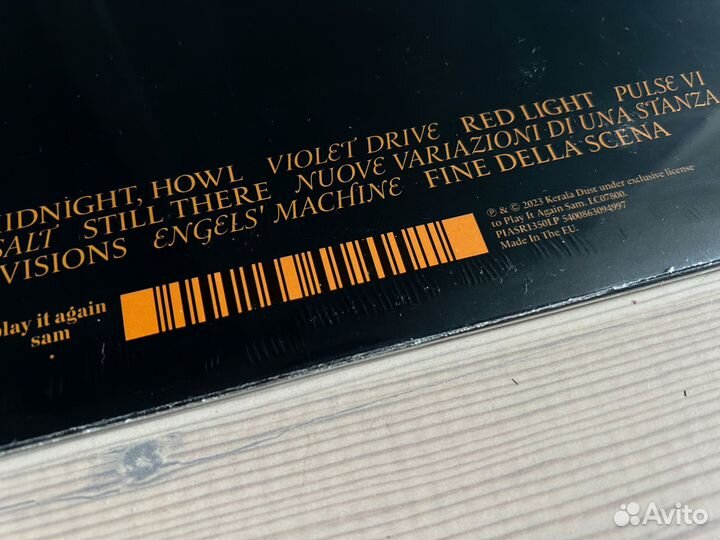 MIDNIGHT, HOWL VIOLET DRIVE RED LIGHT PULSE VI
SALT STILL THERE NUOVE VARIAZIONI DI UNA STANZA
VISIONS ENGELS' MACHINE FINE DELLA SCENA
℗ & © 2023 Kerala Dust under exclusive license
to Play It Again Sam. LC07800.
PIASR1350LP 5400863094997
Made In The EU.
play it again
sam
Avito